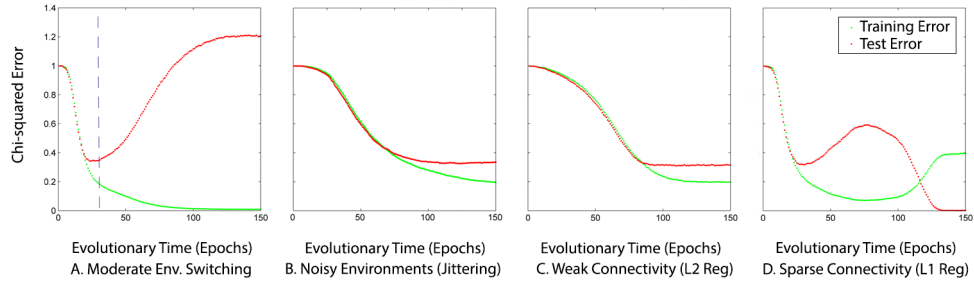 Chi-squared Error
1.4
1.2
1
0.8
0.6
0.4
0.2
0
0 50 100 150
0 50 100 150
0 50 100 150
0 50 100 150
Training Error
Test Error
Evolutionary Time (Epochs)
A. Moderate Env. Switching
Evolutionary Time (Epochs)
B. Noisy Environments (Jittering)
Evolutionary Time (Epochs)
C. Weak Connectivity (L2 Reg)
Evolutionary Time (Epochs)
D. Sparse Connectivity (L1 Reg)